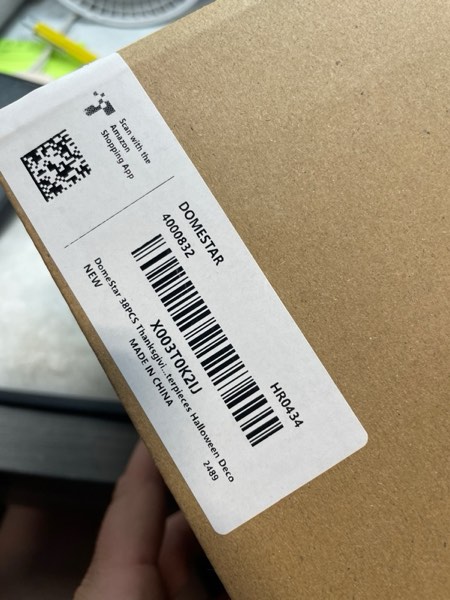 Scan with the
Amazon
Shopping App
DOMESTAR
4000832
HR0434
X003T0K2IJ
DomeStar 38PCS Thanksgivi...terpieces Halloween Deco
NEW
MADE IN CHINA
2489